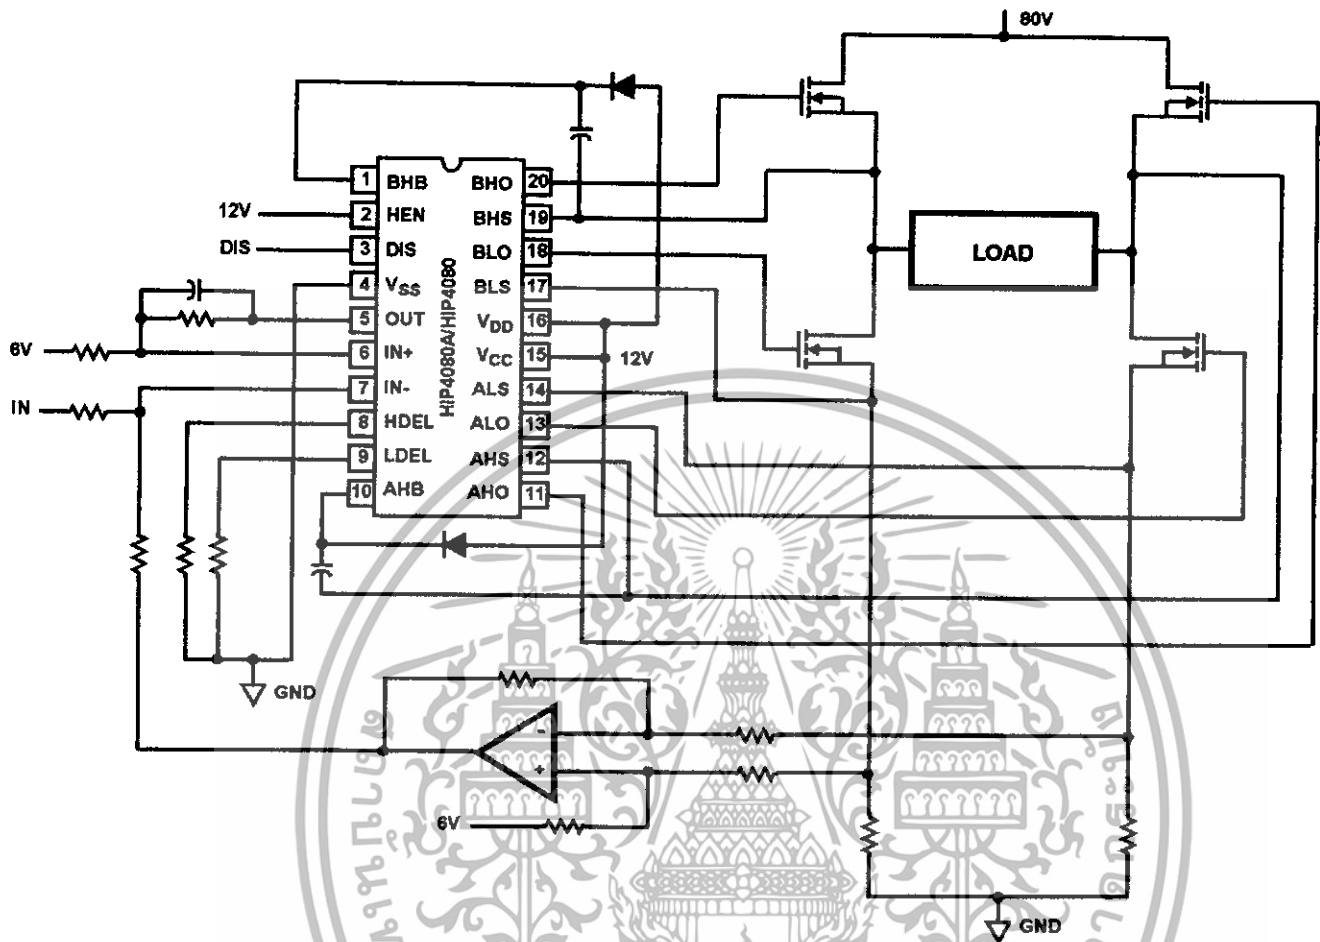 80V
1 BHB BHO 20
12V 2 HEN BHS 19
DIS 3 DIS BLO 18
4 VSS BLS 17
5 OUT VDD 16
6V 6 IN+ VCC 15 12V
IN 7 IN- ALS 14
8 HDEL ALO 13
9 LDEL AHS 12
10 AHB AHO 11
HIP4080A/HIP4080
LOAD
GND
-
+
6V
GND